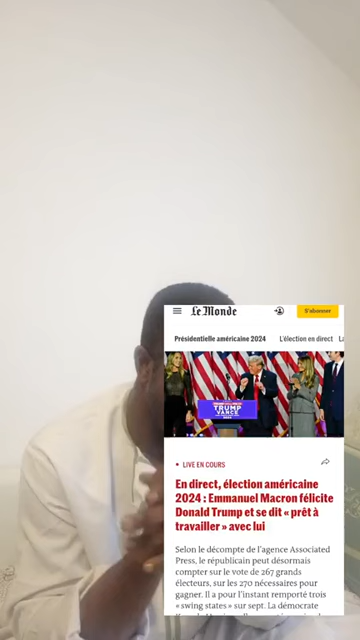 Le Monde
S'abonner
Présidentielle américaine 2024 L'élection en direct
TRUMP
VANCE
LIVE EN COURS
En direct, élection américaine
2024 : Emmanuel Macron félicite
Donald Trump et se dit « prêt à
travailler » avec lui
Selon le décompte de l'agence Associated
Press, le républicain peut désormais
compter sur le vote de 267 grands
électeurs, sur les 270 nécessaires pour
gagner. Il a pour l'instant remporté trois
« swing states » sur sept. La démocrate